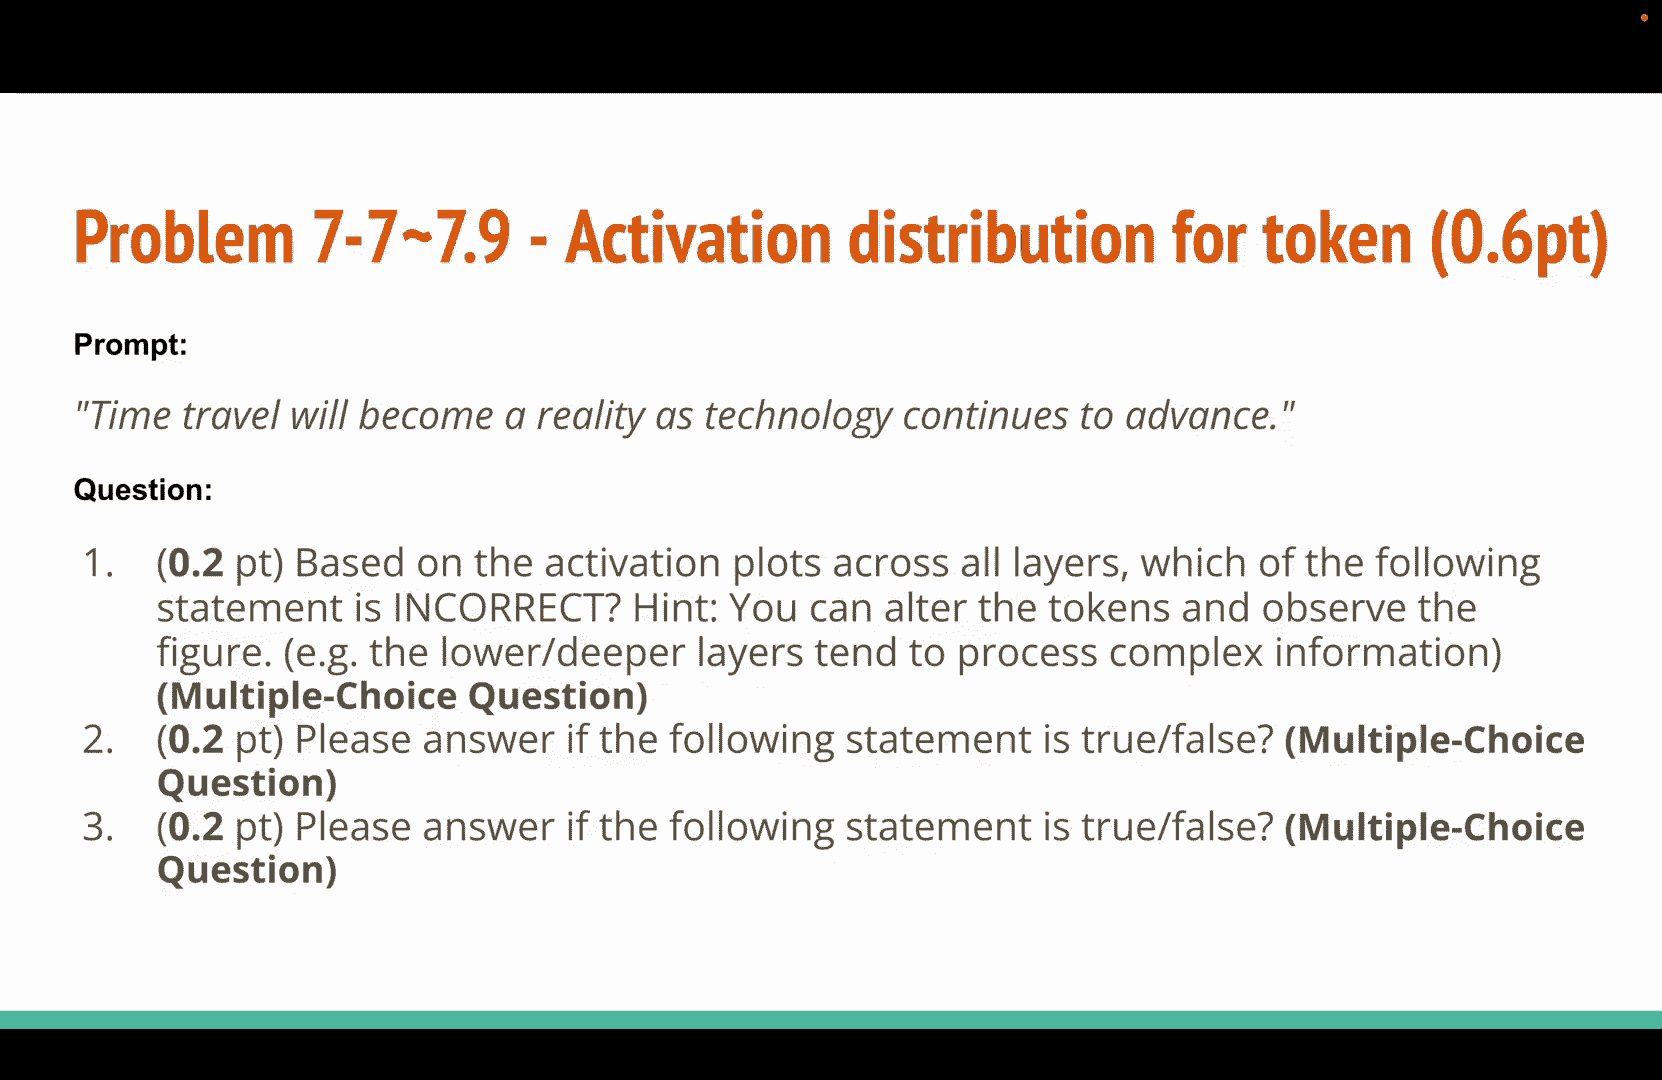 Problem 7-7~7.9 - Activation distribution for token (0.6pt)
Prompt:
"Time travel will become a reality as technology continues to advance."
Question:
1. (0.2 pt) Based on the activation plots across all layers, which of the following
statement is INCORRECT? Hint: You can alter the tokens and observe the
figure. (e.g. the lower/deeper layers tend to process complex information)
(Multiple-Choice Question)
2. (0.2 pt) Please answer if the following statement is true/false? (Multiple-Choice
Question)
3. (0.2 pt) Please answer if the following statement is true/false? (Multiple-Choice
Question)